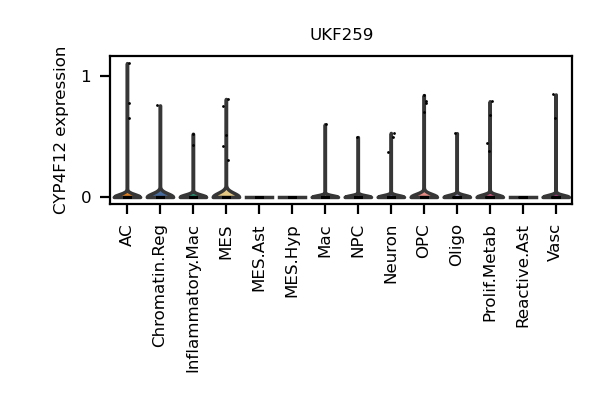 UKF259
CYP4F12 expression
1
0
AC
Chromatin.Reg
Inflammatory.Mac
MES
MES.Ast
MES.Hyp
Mac
NPC
Neuron
OPC
Oligo
Prolif.Metab
Reactive.Ast
Vasc